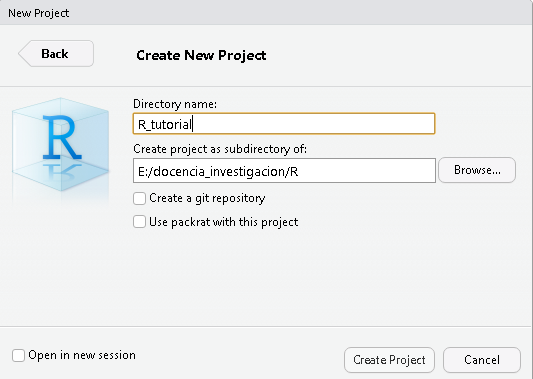 New Project
Back
Create New Project
R
Directory name:
R_tutorial
Create project as subdirectory of:
E:/docencia_investigacion/R
Browse...
Create a git repository
Use packrat with this project
Open in new session
Create Project
Cancel